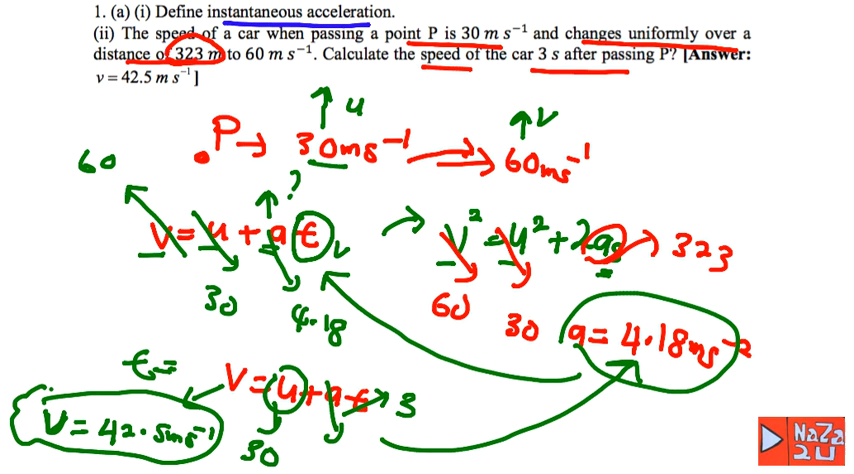 1. (a) (i) Define instantaneous acceleration.
(ii) The speed of a car when passing a point P is 30 m s⁻¹ and changes uniformly over a
distance of 323 m to 60 m s⁻¹. Calculate the speed of the car 3 s after passing P? [Answer:
v = 42.5 m s⁻¹]
u v
.P → 30ms⁻¹ → 60ms⁻¹
60 ?
v = u + at v² = u² + 2as → 323
30 4.18 60 30 a = 4.18ms⁻²
t =
v = u + at → 3
v = 42.5ms⁻¹ 30
NaZa
2U